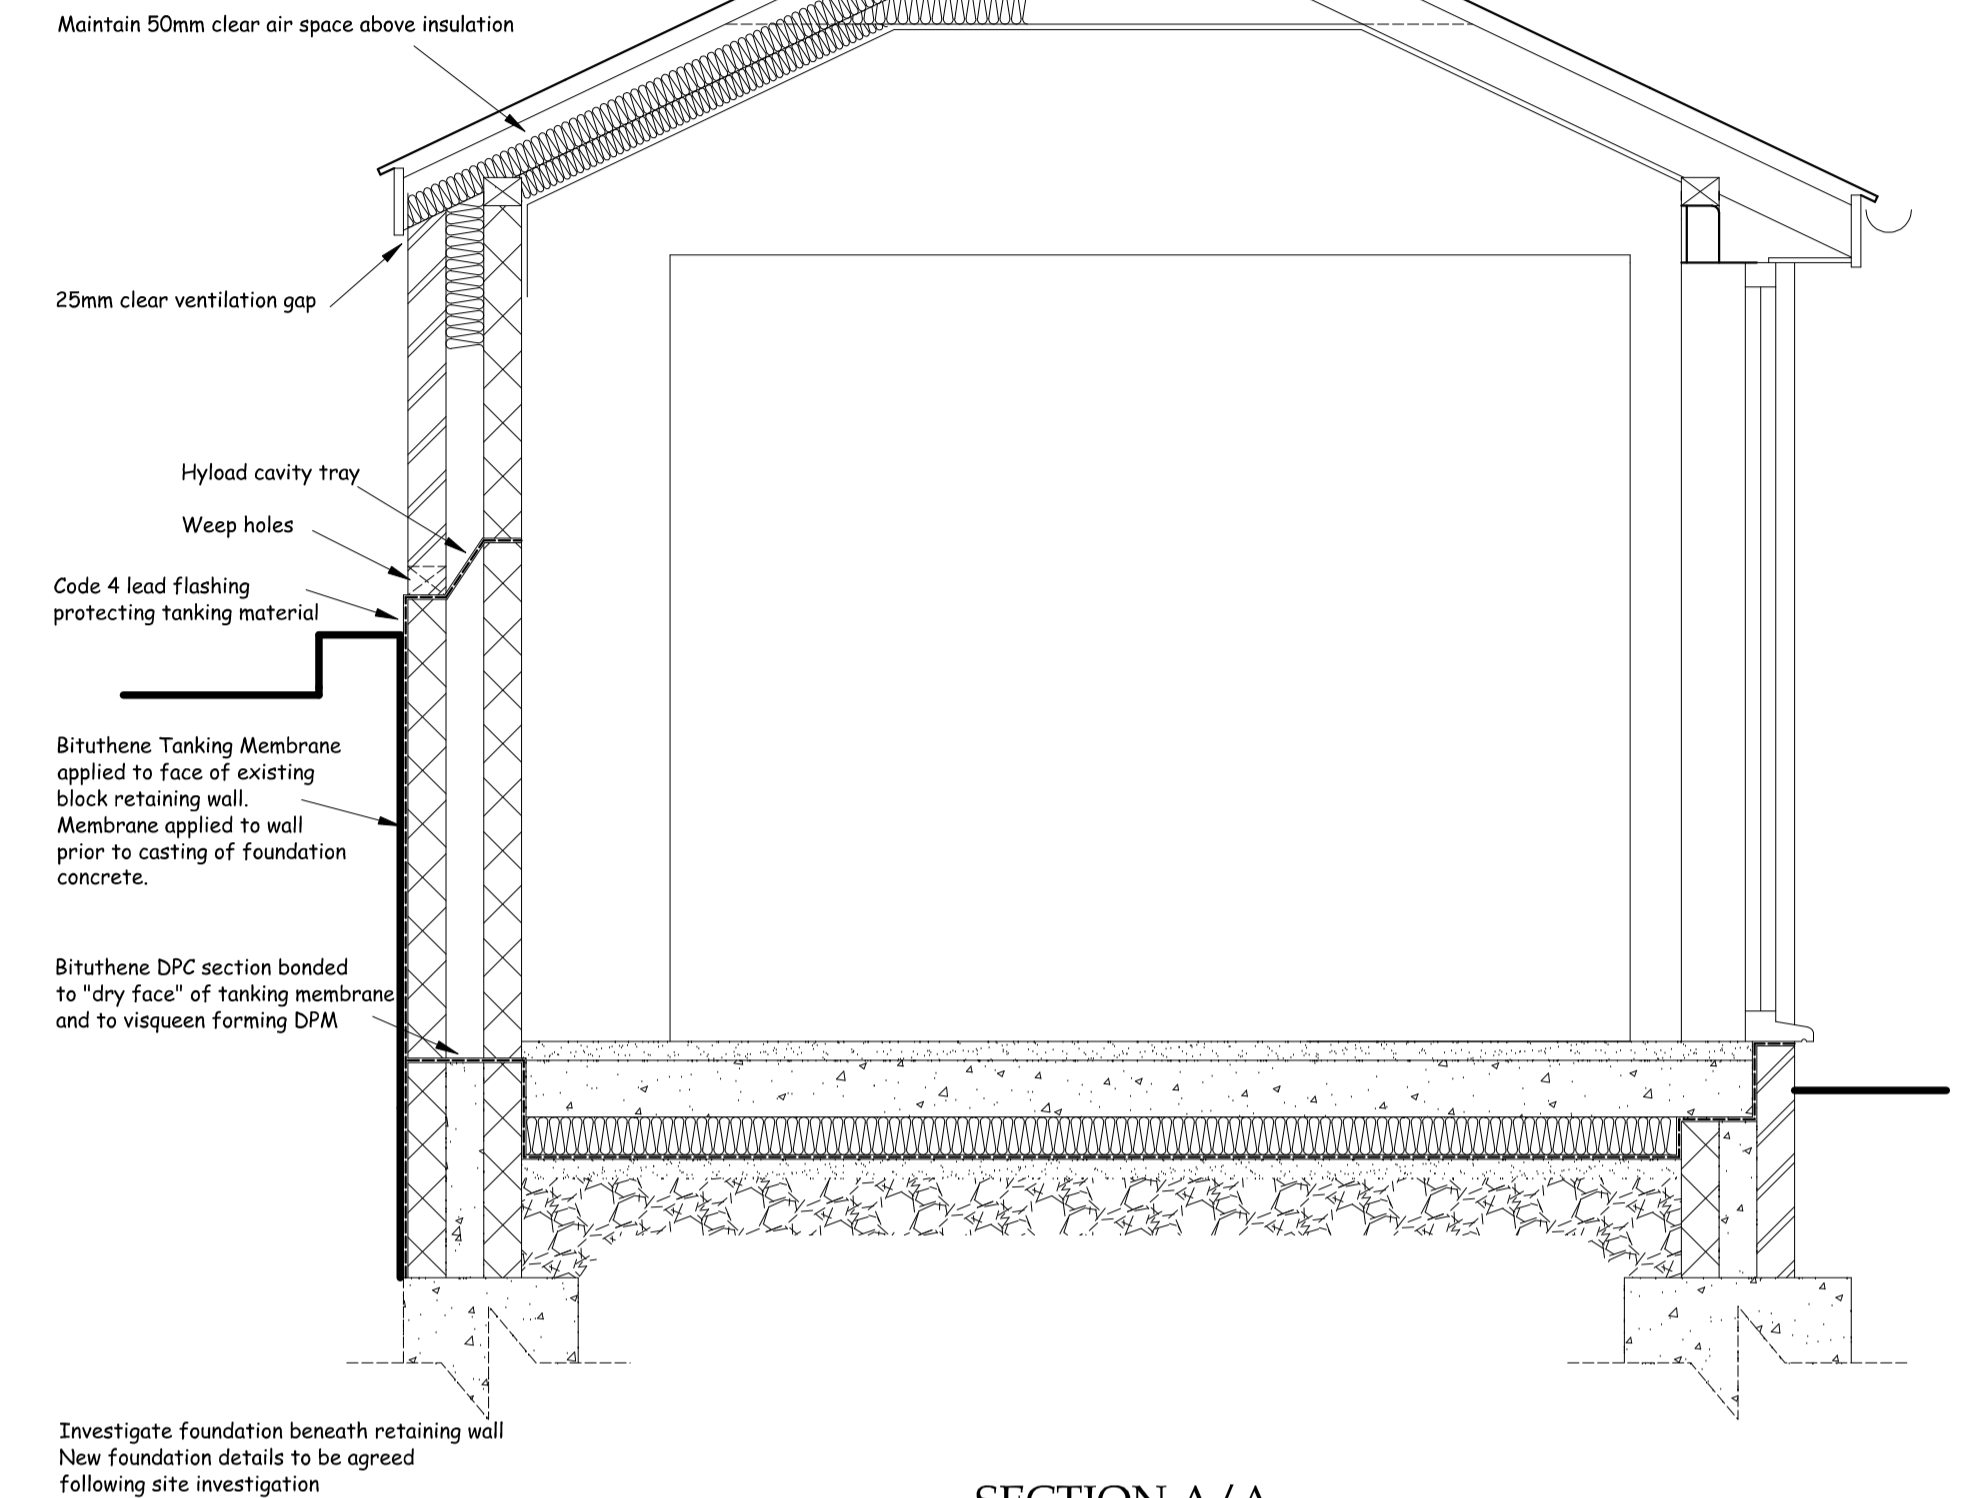 Maintain 50mm clear air space above insulation
25mm clear ventilation gap
Hyload cavity tray
Weep holes
Code 4 lead flashing
protecting tanking material
Bituthene Tanking Membrane
applied to face of existing
block retaining wall.
Membrane applied to wall
prior to casting of foundation
concrete.
Bituthene DPC section bonded
to "dry face" of tanking membrane
and to visqueen forming DPM
Investigate foundation beneath retaining wall
New foundation details to be agreed
following site investigation
SECTION A/A